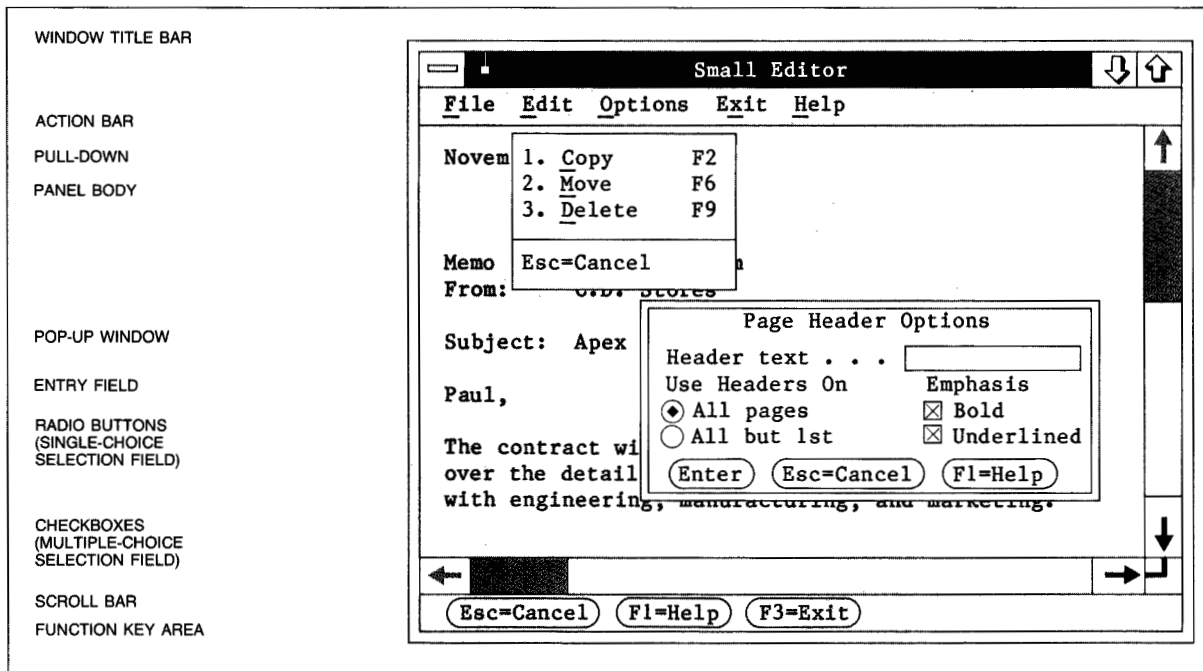 WINDOW TITLE BAR
ACTION BAR
PULL-DOWN
PANEL BODY
POP-UP WINDOW
ENTRY FIELD
RADIO BUTTONS
(SINGLE-CHOICE
SELECTION FIELD)
CHECKBOXES
(MULTIPLE-CHOICE
SELECTION FIELD)
SCROLL BAR
FUNCTION KEY AREA
Small Editor
File Edit Options Exit Help
Novem
1. Copy F2
2. Move F6
3. Delete F9
Esc=Cancel
Memo
From: Stores
Subject: Apex
Paul,
The contract wi
over the detail
with engineering, manufacturing, and marketing.
Page Header Options
Header text . . .
Use Headers On Emphasis
All pages Bold
All but 1st Underlined
Enter Esc=Cancel F1=Help
Esc=Cancel F1=Help F3=Exit